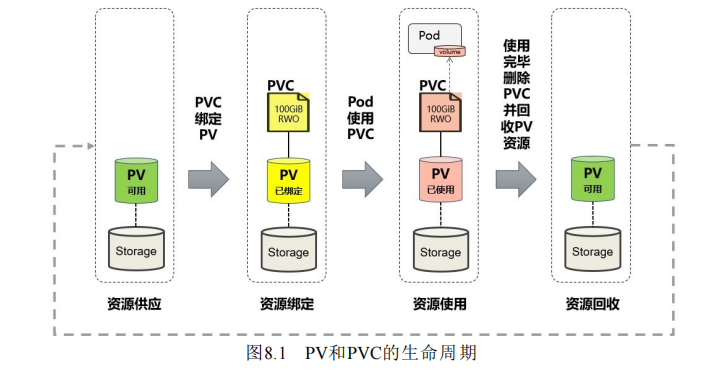 PV
可用
Storage
资源供应
PVC
绑定
PV
PVC
100GiB
RWO
PV
已绑定
Storage
资源绑定
Pod
使用
PVC
Pod
volume
PVC
100GiB
RWO
PV
已使用
Storage
资源使用
使用
完毕
删除
PVC
并回
收PV
资源
PV
可用
Storage
资源回收
图8.1 PV和PVC的生命周期